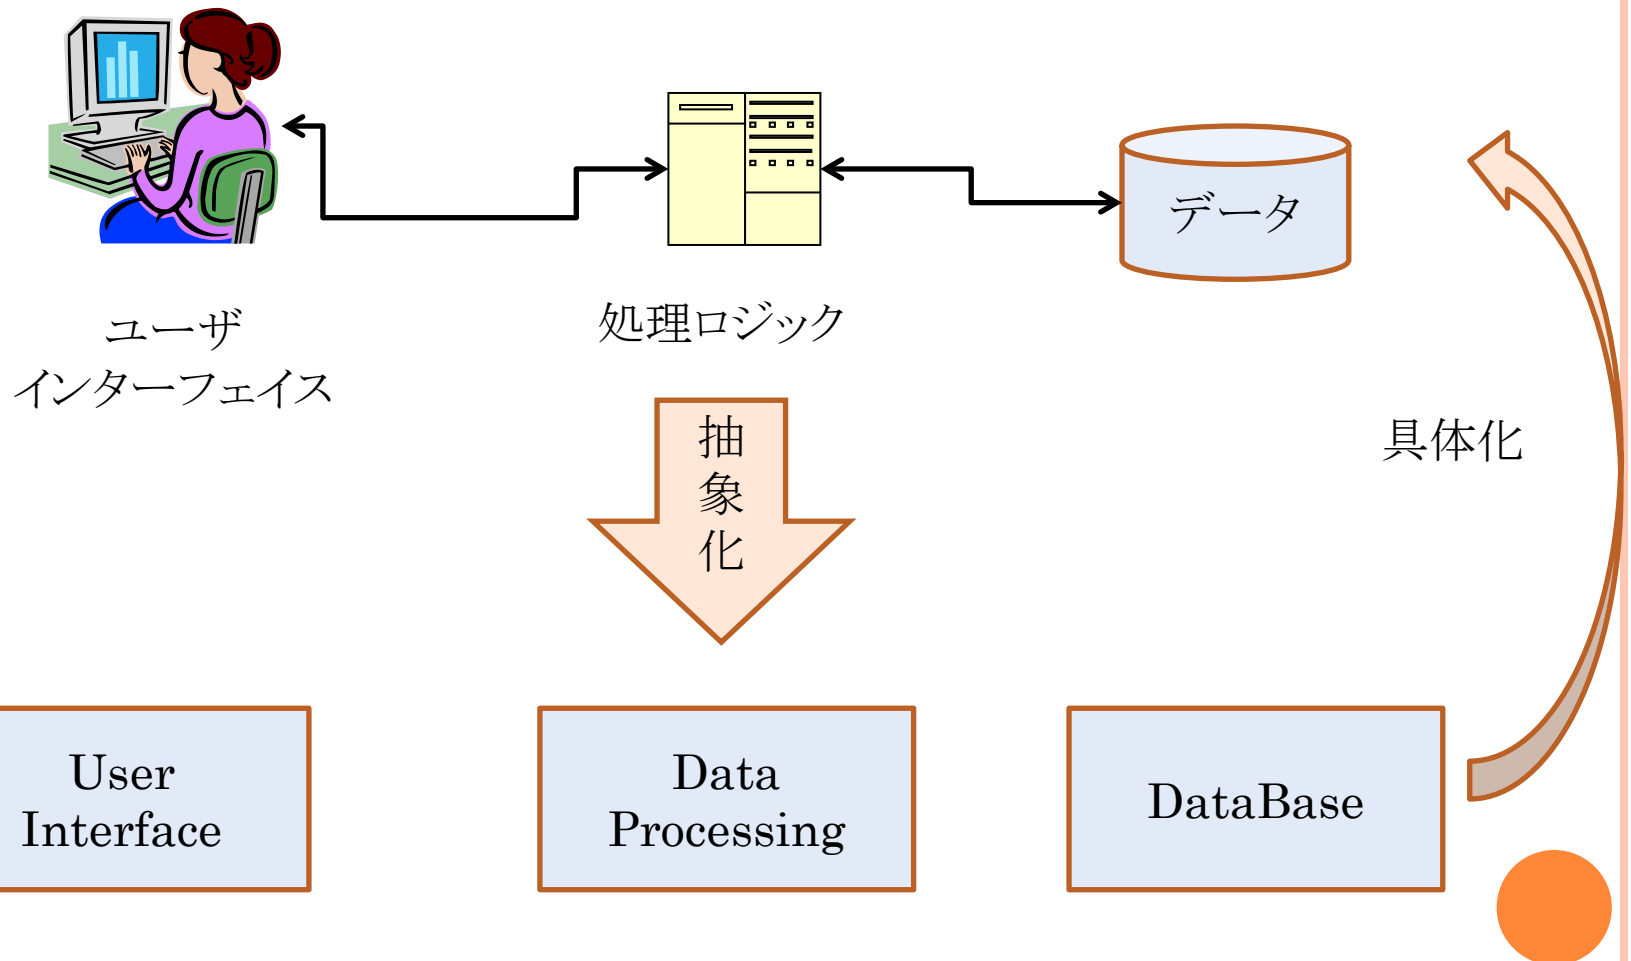 データ
ユーザ
インターフェイス
処理ロジック
抽
象
化
具体化
User
Interface
Data
Processing
DataBase